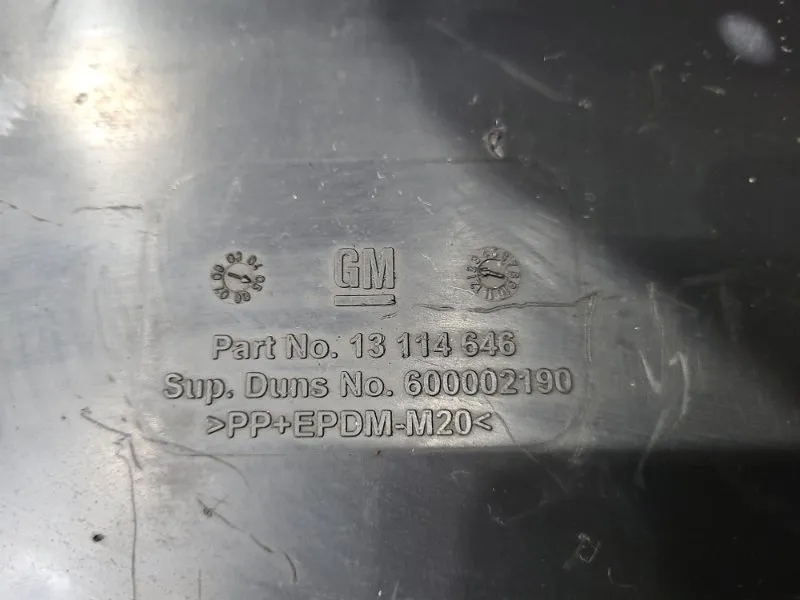 GM
Part No. 13 114 646
Sup. Duns No. 600002190
>PP+EPDM-M20<